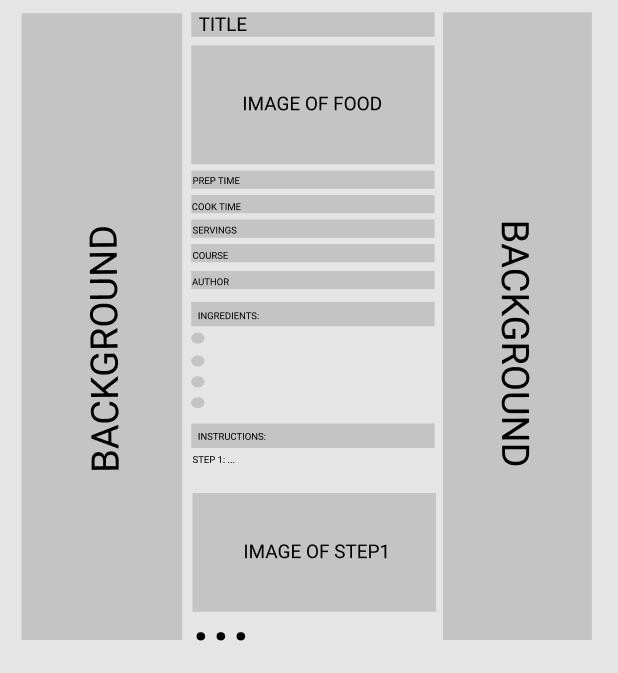 TITLE
IMAGE OF FOOD
PREP TIME
COOK TIME
SERVINGS
COURSE
AUTHOR
INGREDIENTS:
INSTRUCTIONS:
STEP 1: ...
IMAGE OF STEP1
BACKGROUND
BACKGROUND